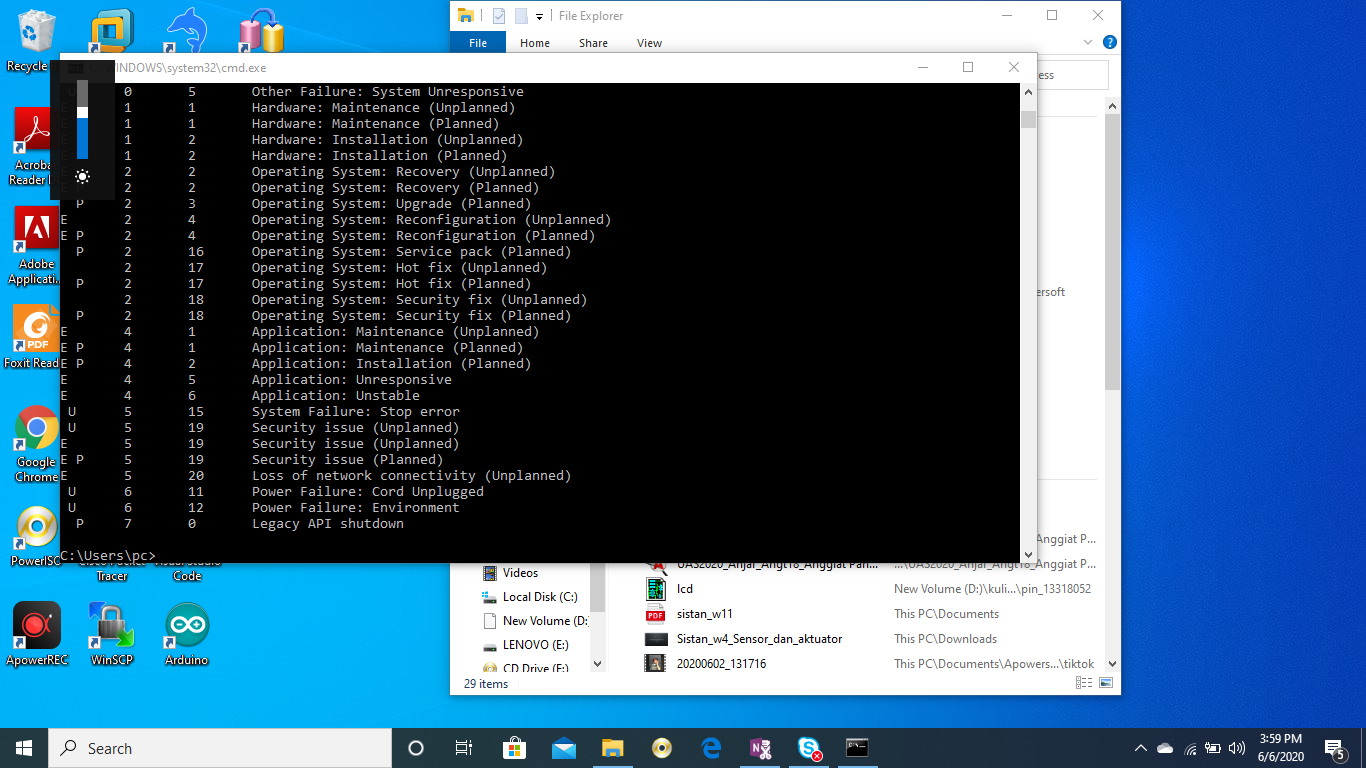 File Explorer
File
Home
Share
View
Recycle
INDOWS\system32\cmd.exe
ess
U 0 5 Other Failure: System Unresponsive
E 1 1 Hardware: Maintenance (Unplanned)
E 1 1 Hardware: Maintenance (Planned)
E 1 2 Hardware: Installation (Unplanned)
E 1 2 Hardware: Installation (Planned)
E 2 2 Operating System: Recovery (Unplanned)
E 2 2 Operating System: Recovery (Planned)
P 2 3 Operating System: Upgrade (Planned)
E 2 4 Operating System: Reconfiguration (Unplanned)
E P 2 4 Operating System: Reconfiguration (Planned)
P 2 16 Operating System: Service pack (Planned)
2 17 Operating System: Hot fix (Unplanned)
P 2 17 Operating System: Hot fix (Planned)
2 18 Operating System: Security fix (Unplanned)
P 2 18 Operating System: Security fix (Planned)
E 4 1 Application: Maintenance (Unplanned)
E P 4 1 Application: Maintenance (Planned)
E P 4 2 Application: Installation (Planned)
E 4 5 Application: Unresponsive
E 4 6 Application: Unstable
U 5 15 System Failure: Stop error
U 5 19 Security issue (Unplanned)
E 5 19 Security issue (Unplanned)
E P 5 19 Security issue (Planned)
E 5 20 Loss of network connectivity (Unplanned)
U 6 11 Power Failure: Cord Unplugged
U 6 12 Power Failure: Environment
P 7 0 Legacy API shutdown
C:\Users\pc>
Acroba
Reader
Adobe
Applicati...
Foxit Read
PDF
Google
Chrome
PowerISO
Tracer
Visual Studio
Code
ApowerREC
WinSCP
Arduino
ersoft
Anggiat P...
Videos
Local Disk (C:)
New Volume (D:)
LENOVO (E:)
CD Drive (F:)
UAS2020_Anjar_Angt18_Anggiat Pan...
...\UAS2020_Anjar_Angt18_Anggiat P...
lcd
New Volume (D:)\kuli...\pin_13318052
PDF
sistan_w11
This PC\Documents
Sistan_w4_Sensor_dan_aktuator
This PC\Downloads
20200602_131716
This PC\Documents\Apowers...\tiktok
29 items
Search
3:59 PM
6/6/2020
5